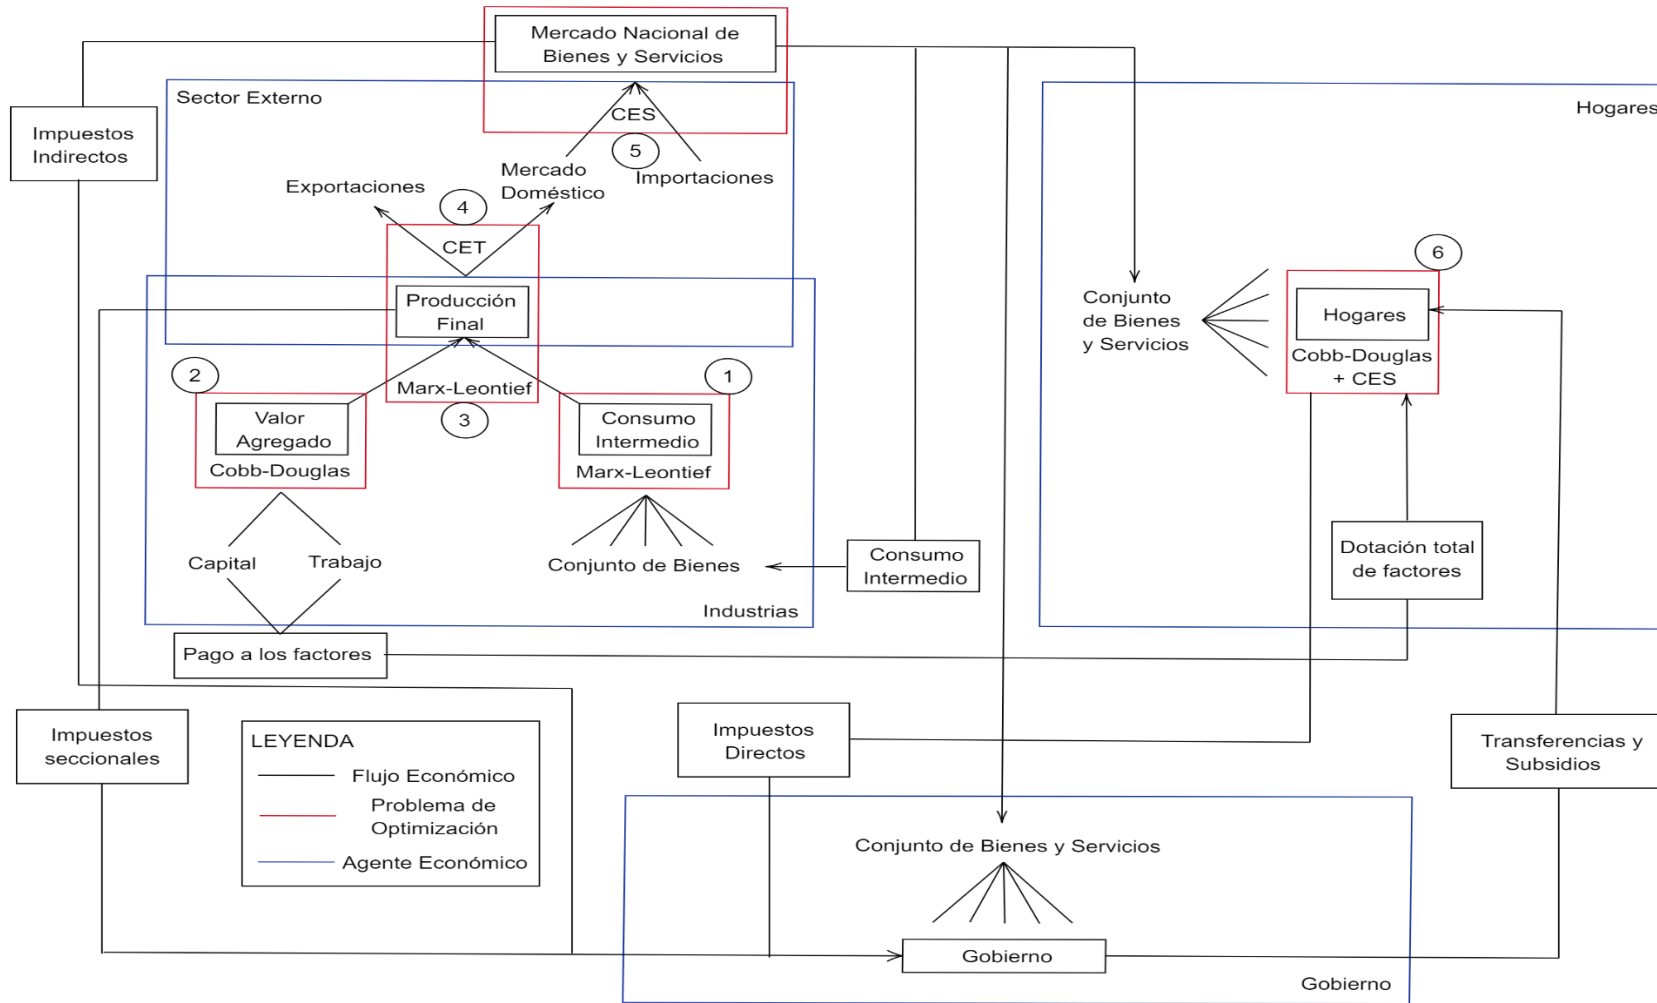 Mercado Nacional de
Bienes y Servicios
Sector Externo
Hogares
CES
Impuestos
Indirectos
5
Mercado
Doméstico
Importaciones
Exportaciones
4
CET
6
Producción
Final
Conjunto
de Bienes
y Servicios
Hogares
Cobb-Douglas
+ CES
2
1
Marx-Leontief
3
Valor
Agregado
Cobb-Douglas
Consumo
Intermedio
Marx-Leontief
Capital
Trabajo
Conjunto de Bienes
Consumo
Intermedio
Dotación total
de factores
Industrias
Pago a los factores
Impuestos
seccionales
LEYENDA
Flujo Económico
Problema de
Optimización
Agente Económico
Impuestos
Directos
Transferencias y
Subsidios
Conjunto de Bienes y Servicios
Gobierno
Gobierno